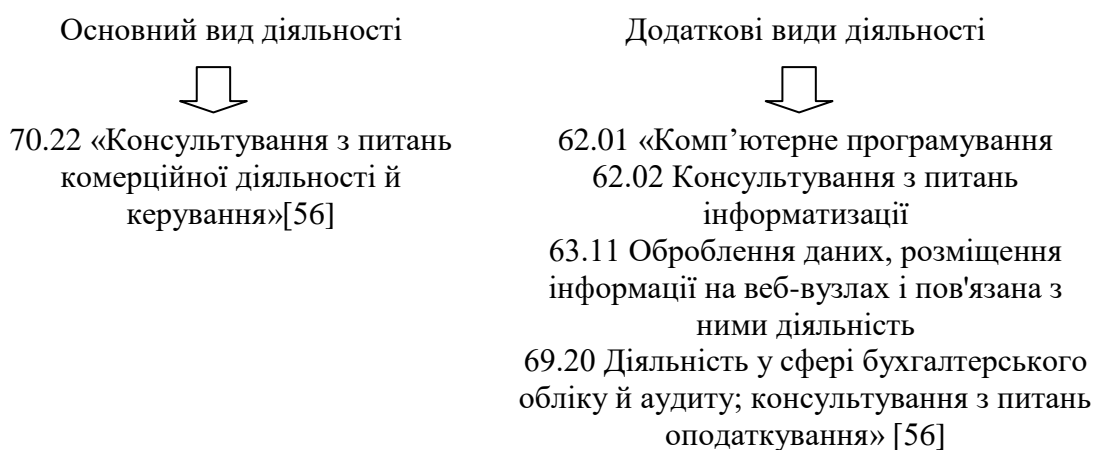 Основний вид діяльності
70.22 «Консультування з питань
комерційної діяльності й
керування»[56]
Додаткові види діяльності
62.01 «Комп’ютерне програмування
62.02 Консультування з питань
інформатизації
63.11 Оброблення даних, розміщення
інформації на веб-вузлах і пов'язана з
ними діяльність
69.20 Діяльність у сфері бухгалтерського
обліку й аудиту; консультування з питань
оподаткування» [56]